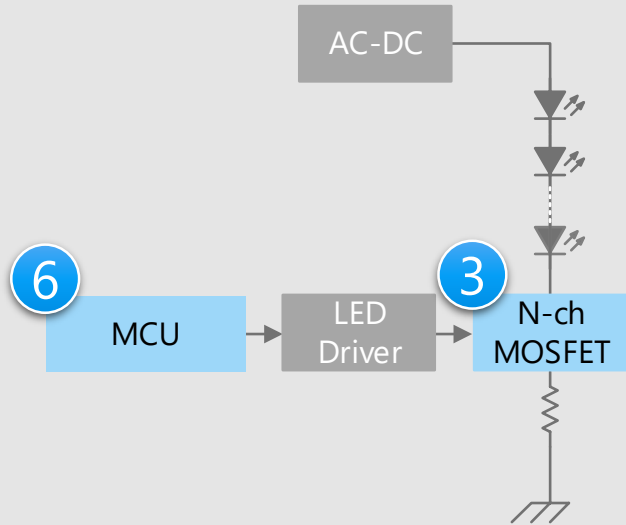 AC-DC
6
MCU
LED
Driver
3
N-ch
MOSFET